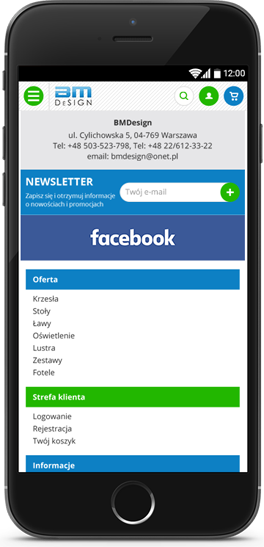 12:00
BM
DESIGN
BMDesign
ul. Cylichowska 5, 04-769 Warszawa
Tel: +48 503-523-798, Tel: +48 22/612-33-22
email: bmdesign@onet.pl
NEWSLETTER
Zapisz się i otrzymuj informacje
o nowościach i promocjach
Twój e-mail
facebook
Oferta
Krzesła
Stoły
Ławy
Oświetlenie
Lustra
Zestawy
Fotele
Strefa klienta
Logowanie
Rejestracja
Twój koszyk
Informacje